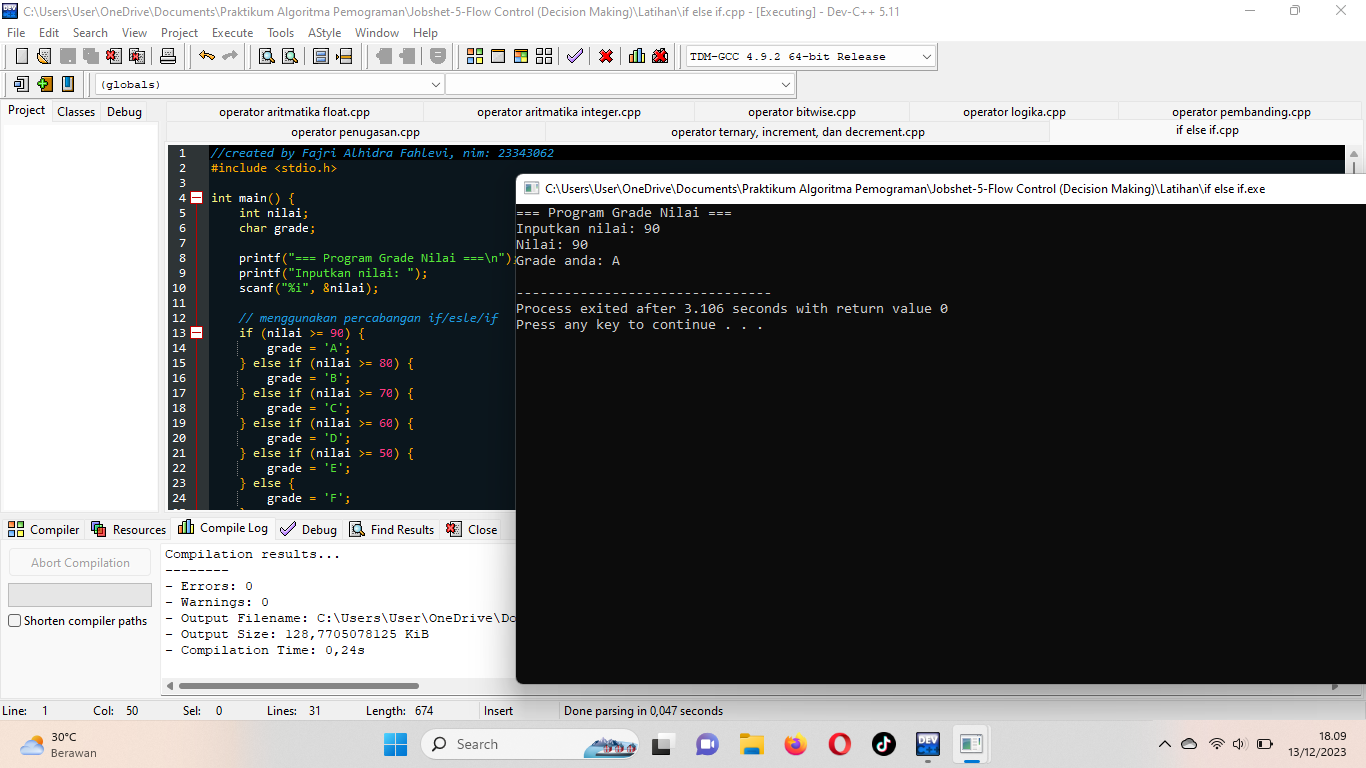 C:\Users\User\OneDrive\Documents\Praktikum Algoritma Pemograman\Jobshet-5-Flow Control (Decision Making)\Latihan\if else if.cpp - [Executing] - Dev-C++ 5.11
File Edit Search View Project Execute Tools AStyle Window Help
TDM-GCC 4.9.2 64-bit Release
(globals)
Project Classes Debug
operator aritmatika float.cpp operator aritmatika integer.cpp operator bitwise.cpp operator logika.cpp operator pembanding.cpp
operator penugasan.cpp operator ternary, increment, dan decrement.cpp if else if.cpp
1 //created by Fajri Alhidra Fahlevi, nim: 23343062
2 #include <stdio.h>
3
4 int main() {
5 int nilai;
6 char grade;
7
8 printf("=== Program Grade Nilai ===\n");
9 printf("Inputkan nilai: ");
10 scanf("%i", &nilai);
11
12 // menggunakan percabangan if/esle/if
13 if (nilai >= 90) {
14 grade = 'A';
15 } else if (nilai >= 80) {
16 grade = 'B';
17 } else if (nilai >= 70) {
18 grade = 'C';
19 } else if (nilai >= 60) {
20 grade = 'D';
21 } else if (nilai >= 50) {
22 grade = 'E';
23 } else {
24 grade = 'F';
C:\Users\User\OneDrive\Documents\Praktikum Algoritma Pemograman\Jobshet-5-Flow Control (Decision Making)\Latihan\if else if.exe
=== Program Grade Nilai ===
Inputkan nilai: 90
Nilai: 90
Grade anda: A
--------------------------------
Process exited after 3.106 seconds with return value 0
Press any key to continue . . .
Compiler Resources Compile Log Debug Find Results Close
Abort Compilation
Shorten compiler paths
Compilation results...
--------
- Errors: 0
- Warnings: 0
- Output Filename: C:\Users\User\OneDrive\Do
- Output Size: 128,7705078125 KiB
- Compilation Time: 0,24s
Line: 1 Col: 50 Sel: 0 Lines: 31 Length: 674 Insert Done parsing in 0,047 seconds
30°C
Berawan
Search
DEV
18.09
13/12/2023